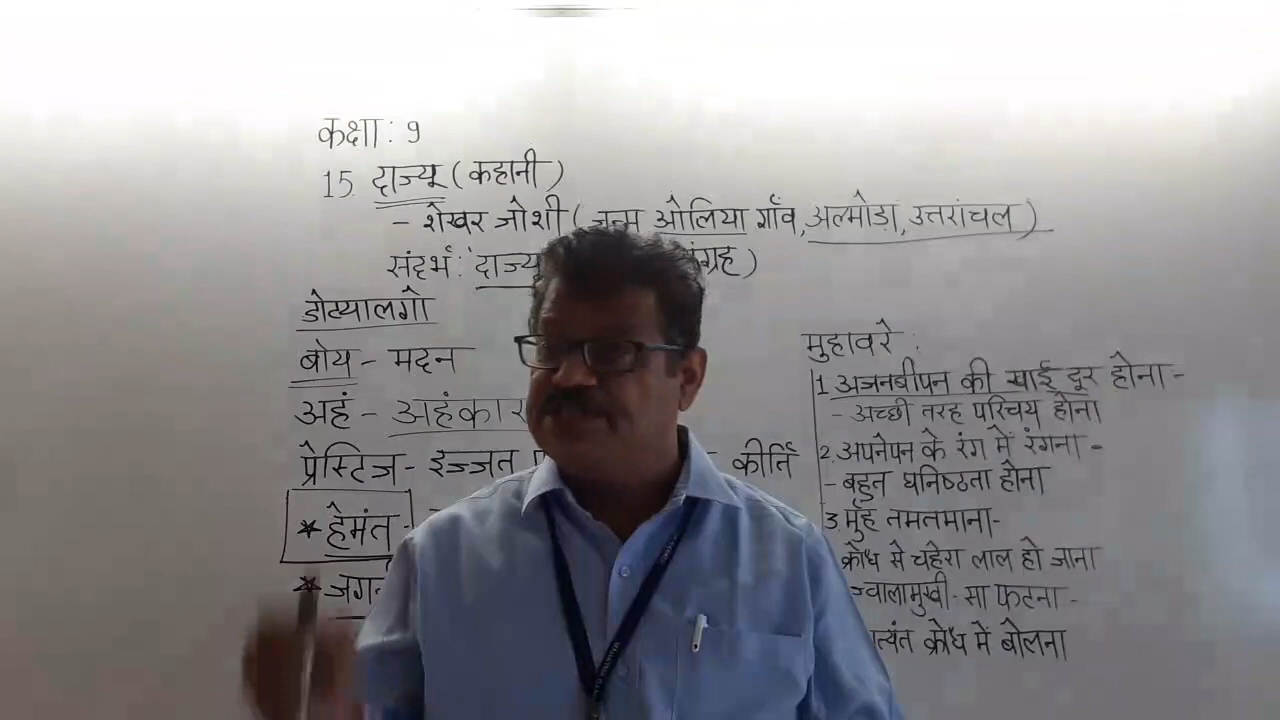 कक्षा: 9
15. दाज्यू (कहानी)
- शेखर जोशी (जन्म ओलिया गाँव, अल्मोडा, उत्तरांचल)
संदर्भ: 'दाज्यू
डोट्यालगो
बोय - मदन
अहं - अहंकार
प्रेस्टिज - इज्जत कीर्ति
* हेमंत -
मुहावरे :
1. अजनबीपन की खाई दूर होना -
- अच्छी तरह परिचय होना
2. अपनेपन के रंग में रंगना -
- बहुत घनिष्ठता होना
3. मुँह तमतमाना -
क्रोध मे चहेरा लाल हो जाना
ज्वालामुखी-सा फटना -
क्रोध में बोलना